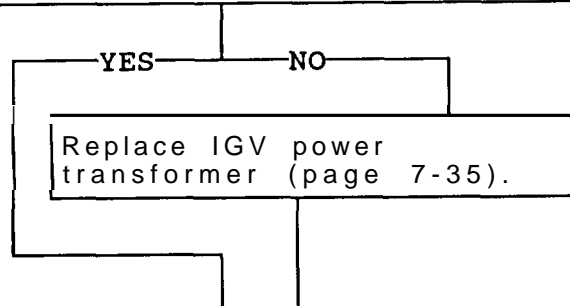 YES NO
Replace IGV power
transformer (page 7-35).